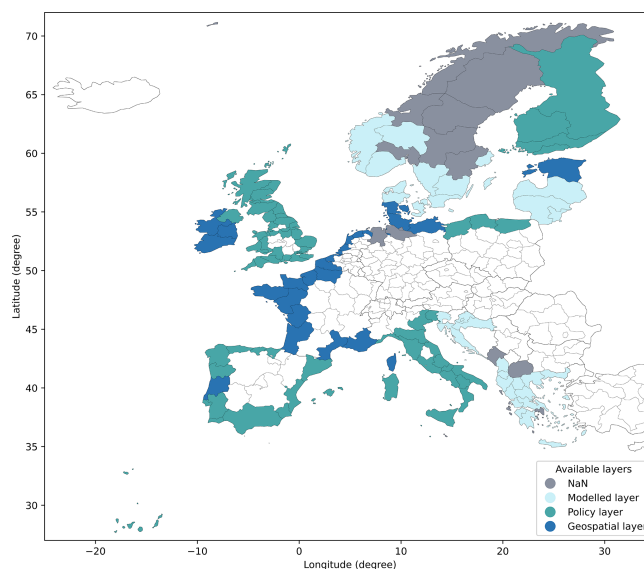 70
65
60
55
50
45
40
35
30
Latitude (degree)
−20
−10
0
10
20
30
Longitude (degree)
Available layers
NaN
Modelled layer
Policy layer
Geospatial layer